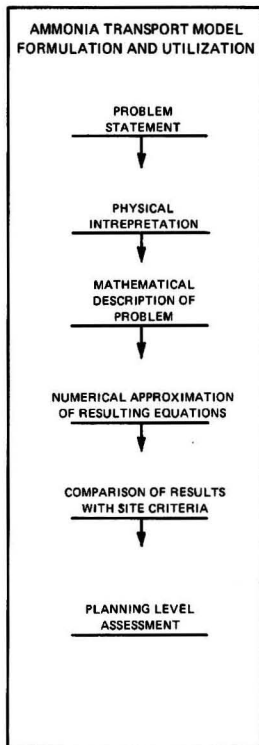 AMMONIA TRANSPORT MODEL
FORMULATION AND UTILIZATION
PROBLEM
STATEMENT
PHYSICAL
INTREPRETATION
MATHEMATICAL
DESCRIPTION OF
PROBLEM
NUMERICAL APPROXIMATION
OF RESULTING EQUATIONS
COMPARISON OF RESULTS
WITH SITE CRITERIA
PLANNING LEVEL
ASSESSMENT